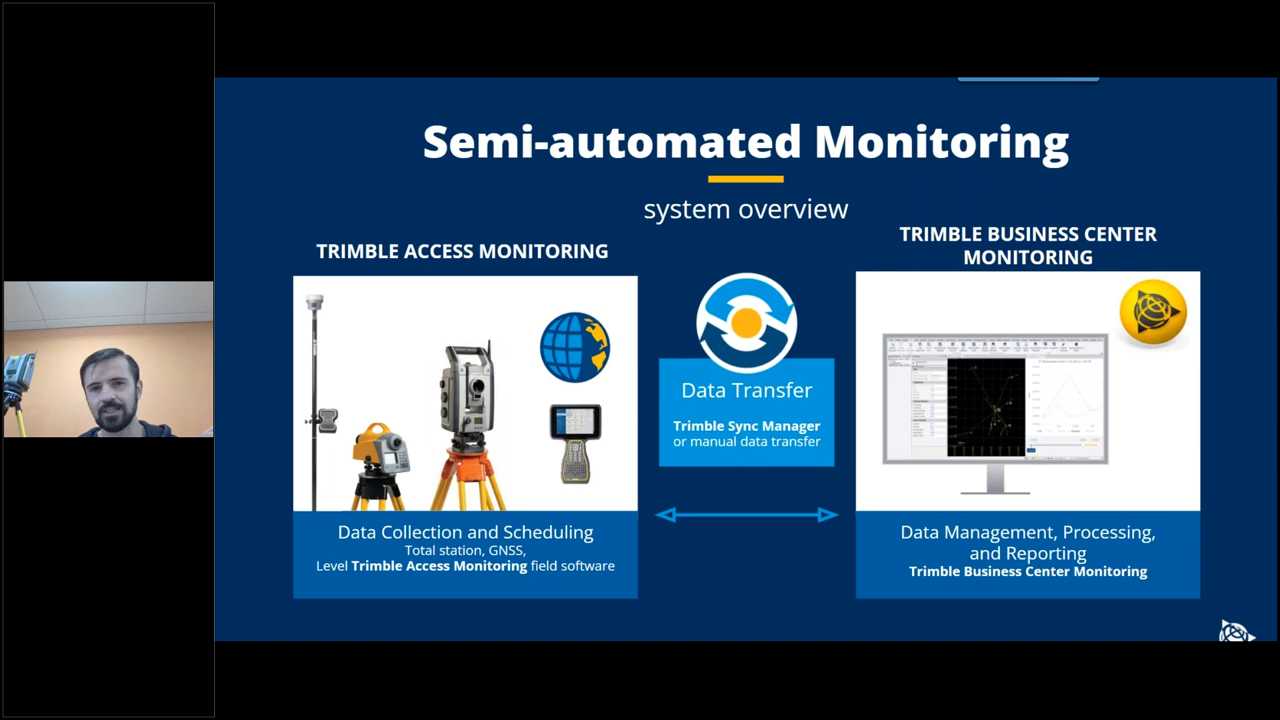 Semi-automated Monitoring
system overview
TRIMBLE ACCESS MONITORING
Data Collection and Scheduling
Total station, GNSS,
Level Trimble Access Monitoring field software
Data Transfer
Trimble Sync Manager
or manual data transfer
TRIMBLE BUSINESS CENTER
MONITORING
Data Management, Processing,
and Reporting
Trimble Business Center Monitoring